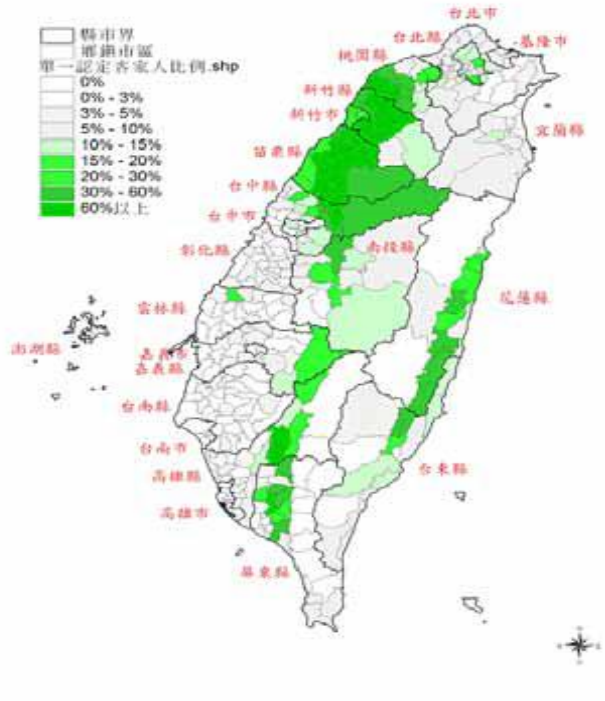 縣市界
鄉鎮市區
單一認定客家人比例.shp
0%
0% - 3%
3% - 5%
5% - 10%
10% - 15%
15% - 20%
20% - 30%
30% - 60%
60%以上
台北市
台北縣
基隆市
桃園縣
新竹縣
新竹市
宜蘭縣
苗栗縣
台中縣
台中市
彰化縣
南投縣
花蓮縣
雲林縣
澎湖縣
嘉義市
嘉義縣
台南縣
台南市
台東縣
高雄縣
高雄市
屏東縣